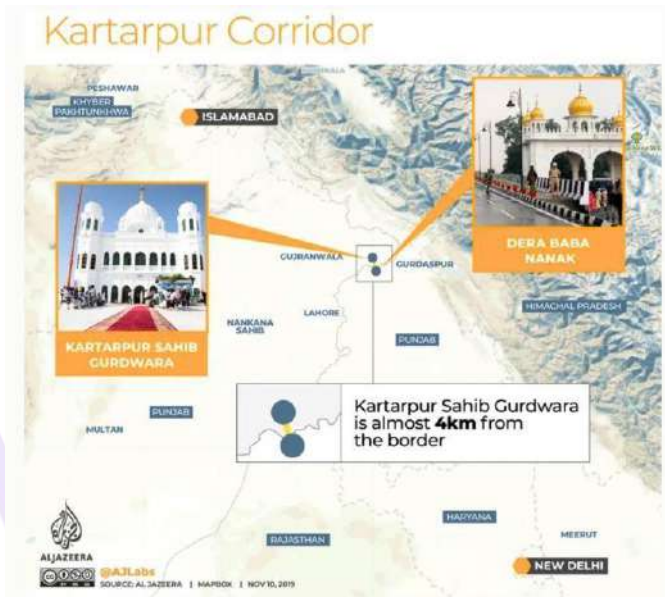 Kartarpur Corridor
PESHAWAR
KHYBER
PAKHTUNKHWA
ISLAMABAD
DERA BABA
NANAK
GUJRANWALA
GURDASPUR
HIMACHAL PRADESH
LAHORE
NANKANA
SAHIB
KARTARPUR SAHIB
GURDWARA
PUNJAB
PUNJAB
MULTAN
Kartarpur Sahib Gurdwara
is almost 4km from
the border
HARYANA
RAJASTHAN
MEERUT
NEW DELHI
ALJAZEERA
@AJLabs
SOURCE: AL JAZEERA | MAPBOX | NOV 10, 2019